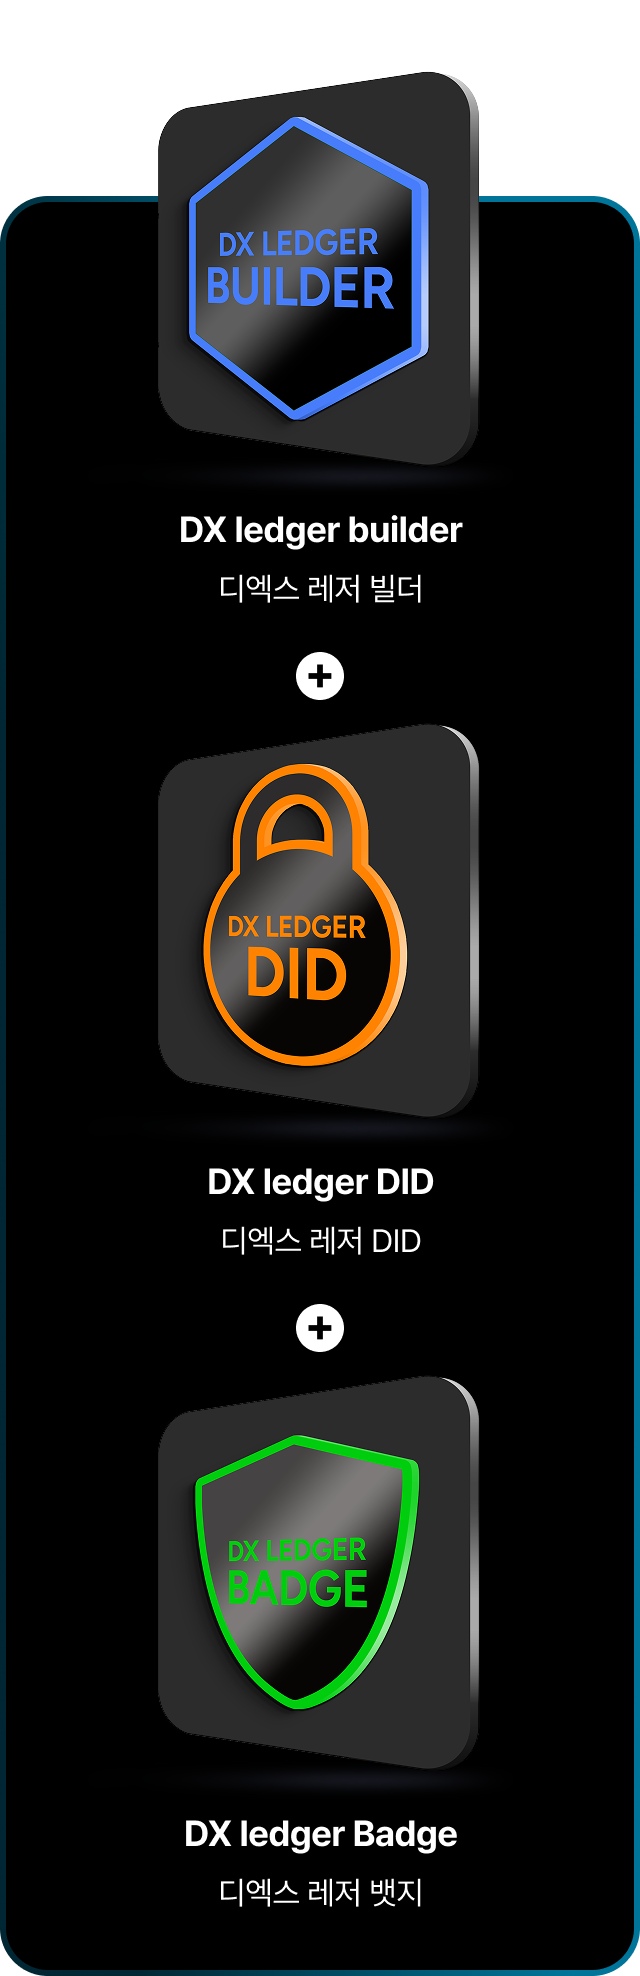 DX LEDGER
BUILDER
DX ledger builder
디엑스 레저 빌더
+
DX LEDGER
DID
DX ledger DID
디엑스 레저 DID
+
DX LEDGER
BADGE
DX ledger Badge
디엑스 레저 뱃지